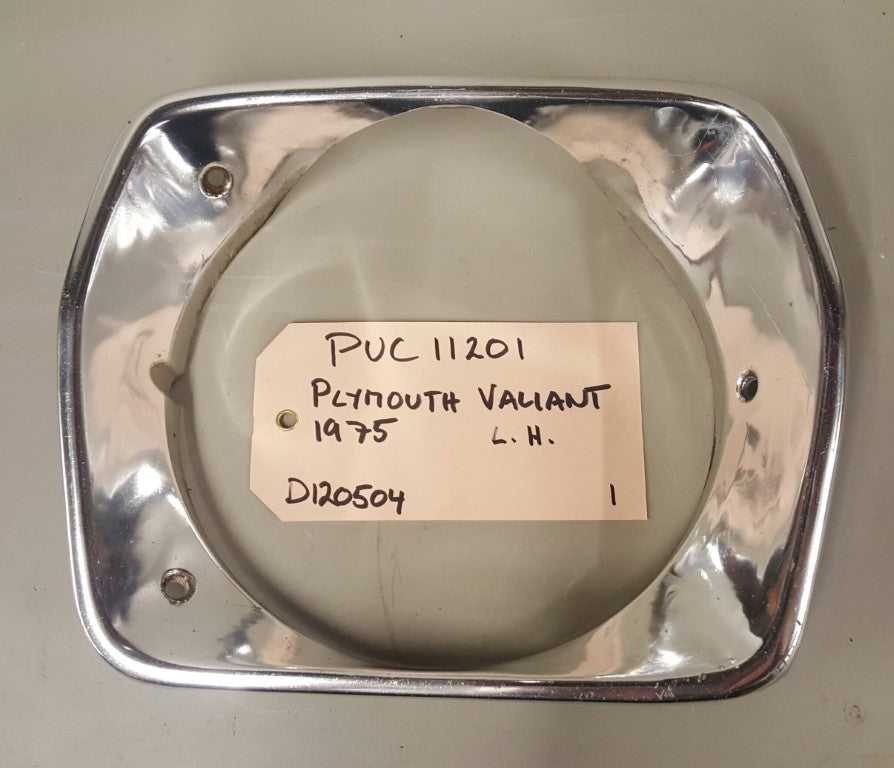 PUC 11201
PLYMOUTH VALIANT
1975 L.H.
D120504 1